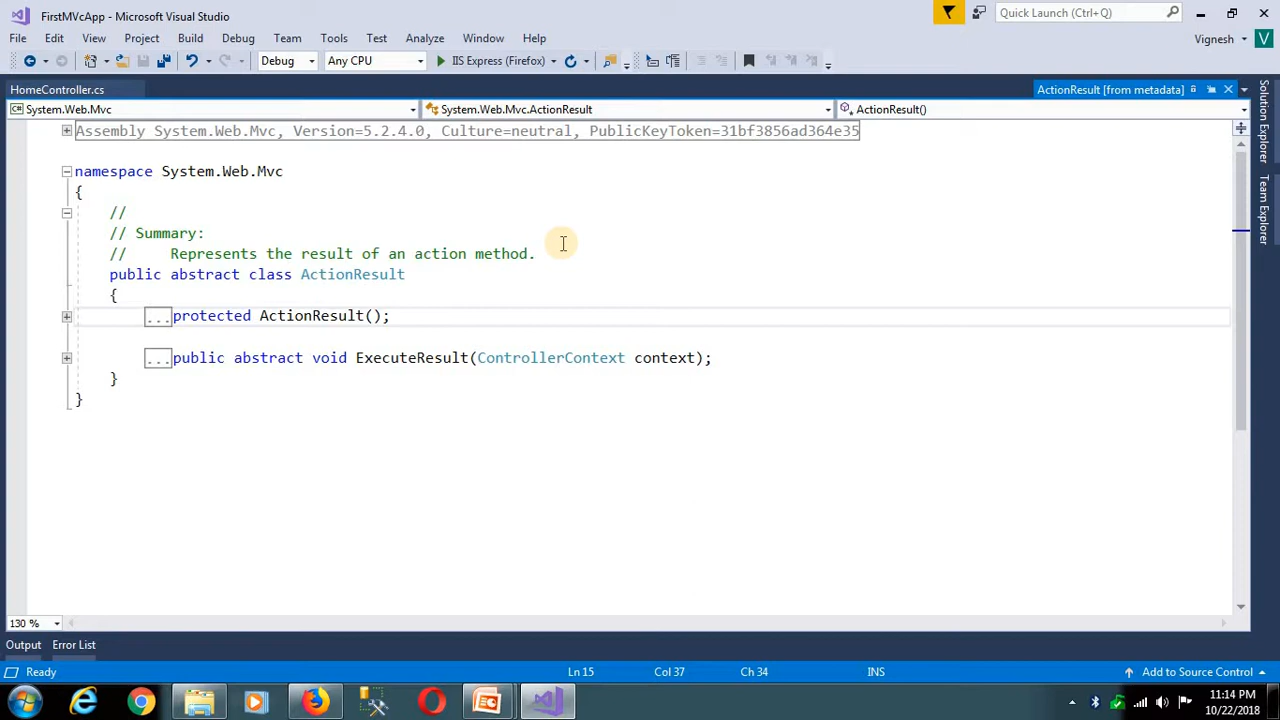 FirstMVcApp - Microsoft Visual Studio
Quick Launch (Ctrl+Q)
File Edit View Project Build Debug Team Tools Test Analyze Window Help
Vignesh V
Debug Any CPU IIS Express (Firefox)
HomeController.cs ActionResult [from metadata]
C# System.Web.Mvc System.Web.Mvc.ActionResult ActionResult()
Assembly System.Web.Mvc, Version=5.2.4.0, Culture=neutral, PublicKeyToken=31bf3856ad364e35
namespace System.Web.Mvc
{
//
// Summary:
// Represents the result of an action method.
public abstract class ActionResult
{
...protected ActionResult();
...public abstract void ExecuteResult(ControllerContext context);
}
}
Solution Explorer
Team Explorer
130 %
Output Error List
Ready Ln 15 Col 37 Ch 34 INS Add to Source Control
11:14 PM
10/22/2018